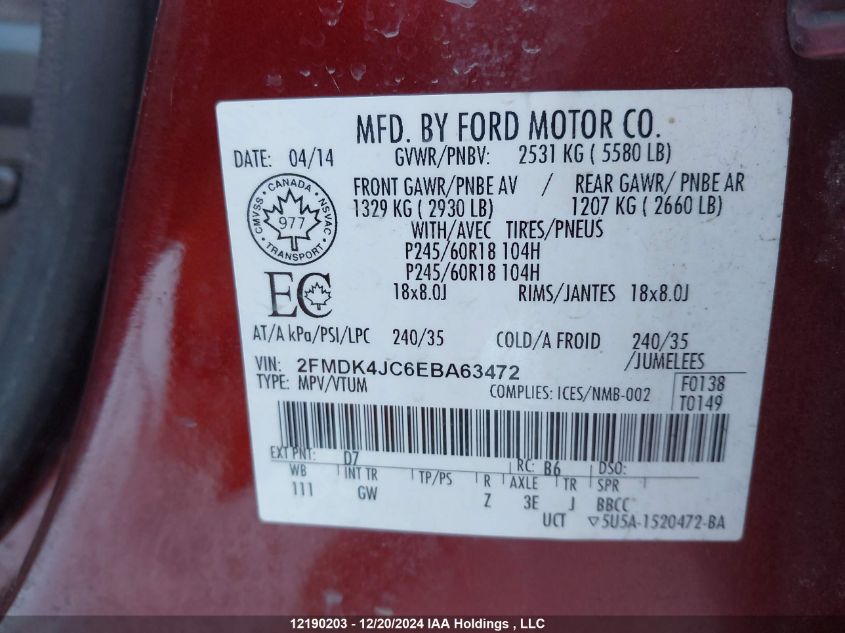 MFD. BY FORD MOTOR CO.
DATE: 04/14 GVWR/PNBV: 2531 KG ( 5580 LB)
FRONT GAWR/PNBE AV / REAR GAWR/ PNBE AR
1329 KG ( 2930 LB) 1207 KG ( 2660 LB)
WITH/AVEC TIRES/PNEUS
P245/60R18 104H
P245/60R18 104H
18x8.0J RIMS/JANTES 18x8.0J
CANADA
CMVSS NSVAC
977
TRANSPORT
EC
AT/A kPa/PSI/LPC 240/35 COLD/A FROID 240/35
VIN: 2FMDK4JC6EBA63472 /JUMELEES
TYPE: MPV/VTUM COMPLIES: ICES/NMB-002
F0138
T0149
EXT PNT: D7 RC: B6 DSO:
WB INT TR TP/PS R AXLE TR SPR
111 GW Z 3E J BBCC
UCT ▽5U5A-1520472-BA
12190203 - 12/20/2024 IAA Holdings , LLC